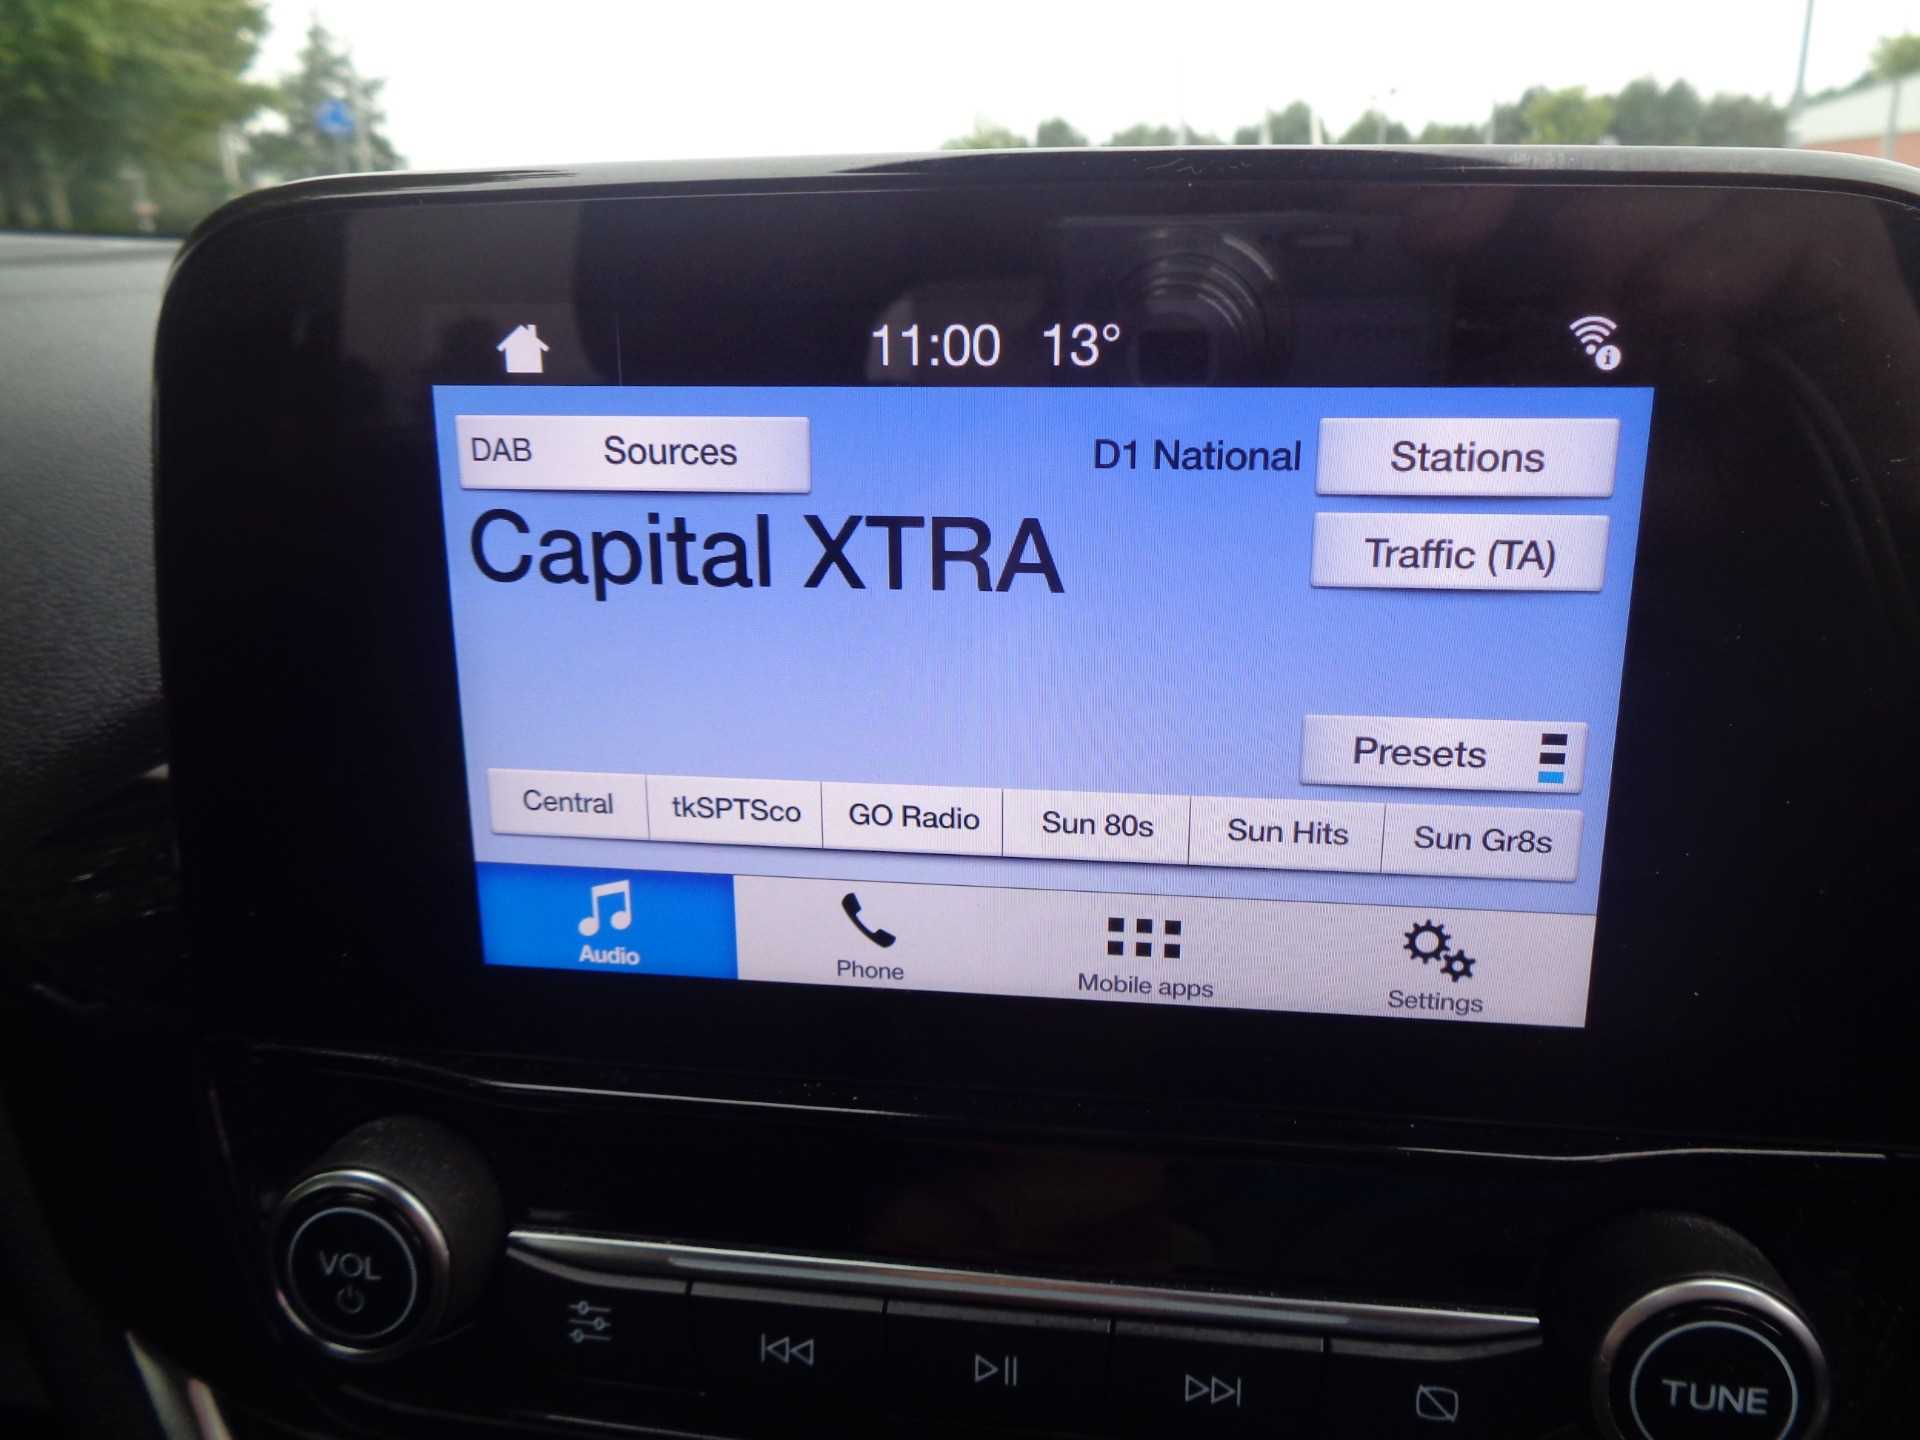 11:00 13°
DAB Sources
D1 National
Stations
Capital XTRA
Traffic (TA)
Presets
Central
tkSPTSco
GO Radio
Sun 80s
Sun Hits
Sun Gr8s
Audio
Phone
Mobile apps
Settings
VOL
TUNE